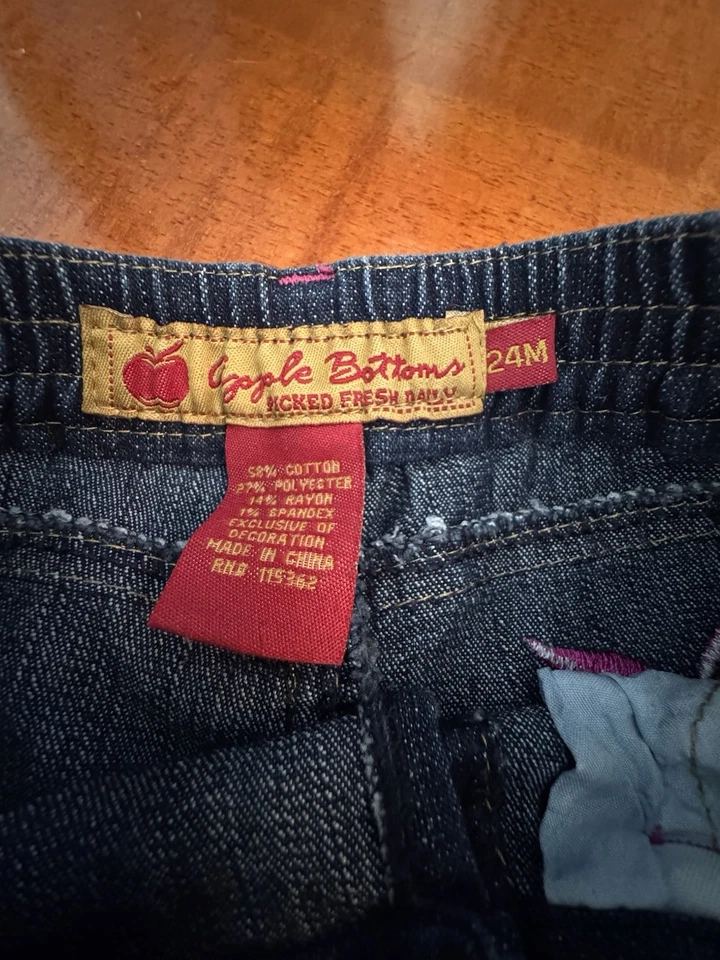 Apple Bottoms
PICKED FRESH DAILY
24M
58% COTTON
27% POLYESTER
14% RAYON
1% SPANDEX
EXCLUSIVE OF
DECORATION
MADE IN CHINA
RN# 115362